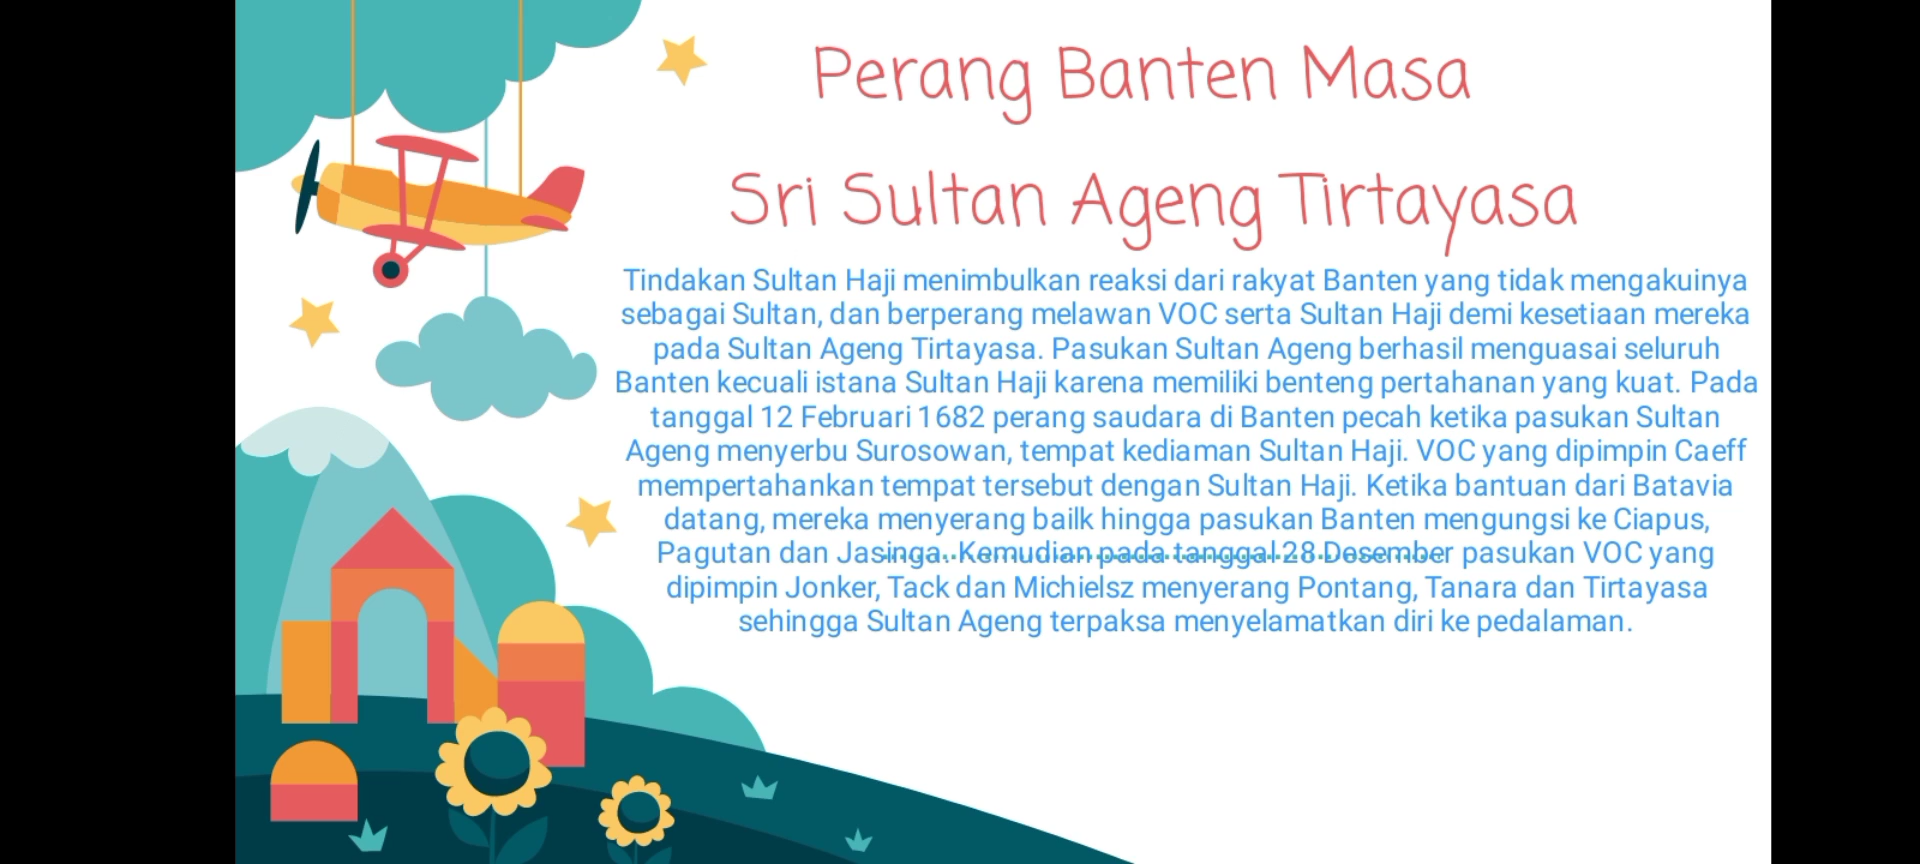 Perang Banten Masa
Sri Sultan Ageng Tirtayasa
Tindakan Sultan Haji menimbulkan reaksi dari rakyat Banten yang tidak mengakuinya
sebagai Sultan, dan berperang melawan VOC serta Sultan Haji demi kesetiaan mereka
pada Sultan Ageng Tirtayasa. Pasukan Sultan Ageng berhasil menguasai seluruh
Banten kecuali istana Sultan Haji karena memiliki benteng pertahanan yang kuat. Pada
tanggal 12 Februari 1682 perang saudara di Banten pecah ketika pasukan Sultan
Ageng menyerbu Surosowan, tempat kediaman Sultan Haji. VOC yang dipimpin Caeff
mempertahankan tempat tersebut dengan Sultan Haji. Ketika bantuan dari Batavia
datang, mereka menyerang bailk hingga pasukan Banten mengungsi ke Ciapus,
Pagutan dan Jasinga. Kemudian pada tanggal 28 Desember pasukan VOC yang
dipimpin Jonker, Tack dan Michielsz menyerang Pontang, Tanara dan Tirtayasa
sehingga Sultan Ageng terpaksa menyelamatkan diri ke pedalaman.